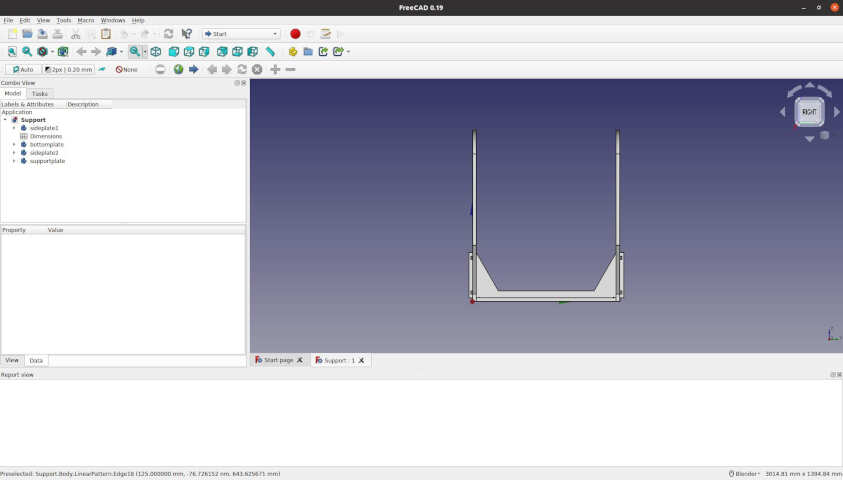 FreeCAD 0.19
File Edit View Tools Macro Windows Help
Start
Auto 2px | 0.20 mm None
Combo View
Model Tasks
Labels & Attributes Description
Application
Support
sideplate1
Dimensions
bottomplate
sideplate2
supportplate
Property Value
RIGHT
View Data
Start page Support : 1
Report view
Preselected: Support.Body.LinearPattern.Edge18 (125.000000 mm, -76.726152 nm, 643.625671 mm) Blender 3014.81 mm x 1394.84 mm